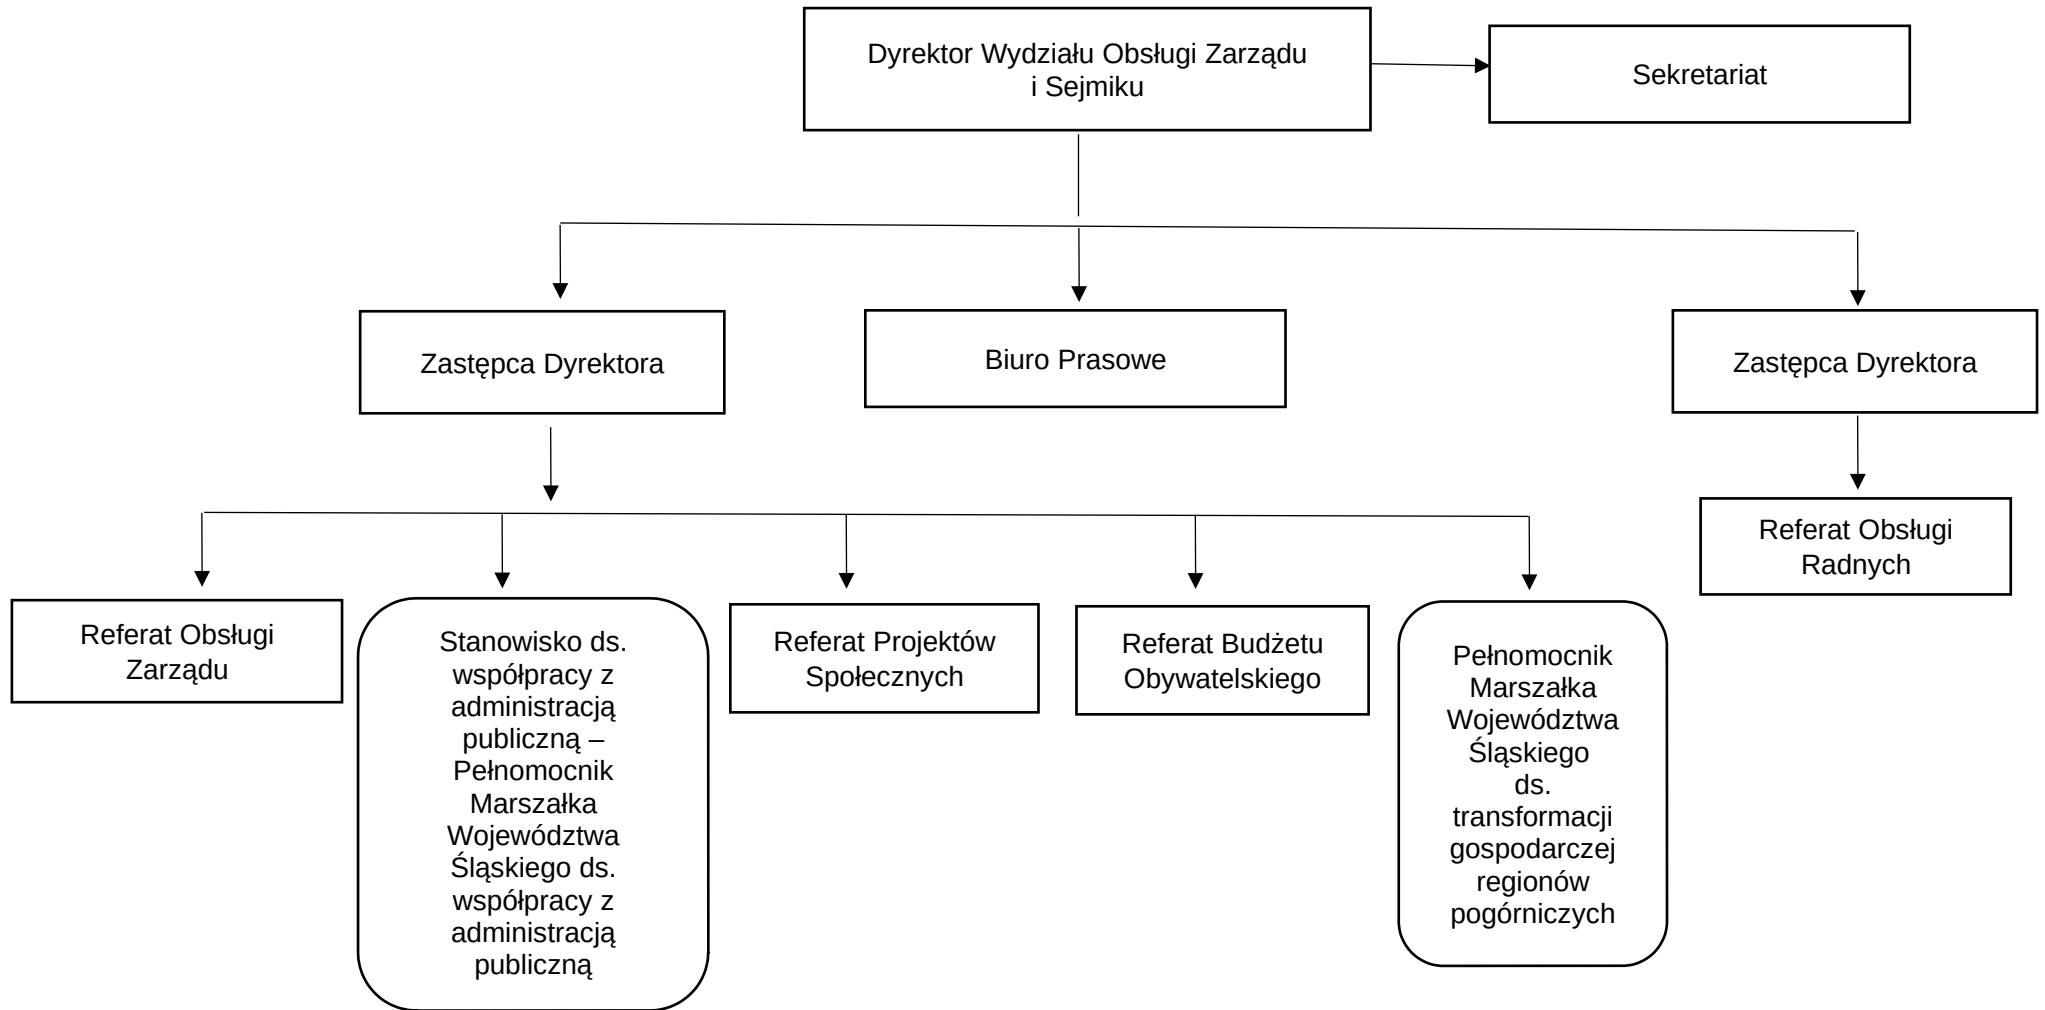 Dyrektor Wydziału Obsługi Zarządu
i Sejmiku
Sekretariat
Zastępca Dyrektora
Biuro Prasowe
Zastępca Dyrektora
Referat Obsługi
Zarządu
Stanowisko ds.
współpracy z
administracją
publiczną –
Pełnomocnik
Marszałka
Województwa
Śląskiego ds.
współpracy z
administracją
publiczną
Referat Projektów
Społecznych
Referat Budżetu
Obywatelskiego
Pełnomocnik
Marszałka
Województwa
Śląskiego
ds.
transformacji
gospodarczej
regionów
pogórniczych
Referat Obsługi
Radnych